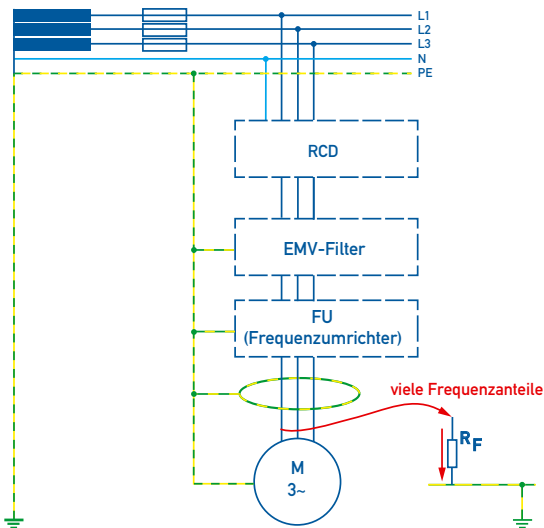 L1
L2
L3
N
PE
RCD
EMV-Filter
FU
(Frequenzumrichter)
viele Frequenzanteile
RF
M
3~